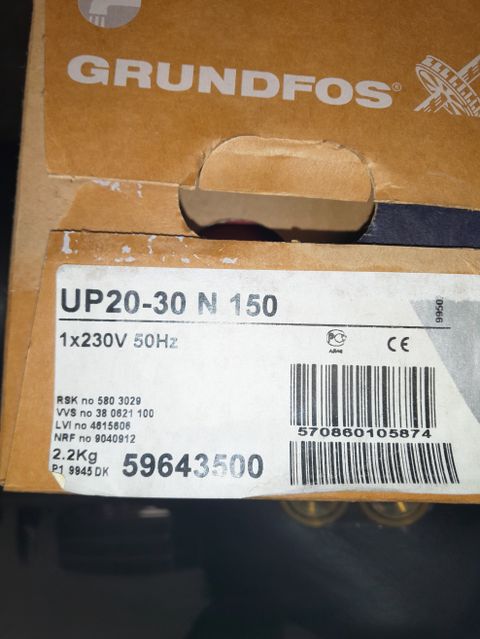 GRUNDFOS®
UP20-30 N 150
9950
1x230V 50Hz
CE
RSK no 580 3029
VVS no 38 0621 100
LVI no 4615606
NRF no 9040912
570860105874
2.2Kg
P1 9945 DK
59643500